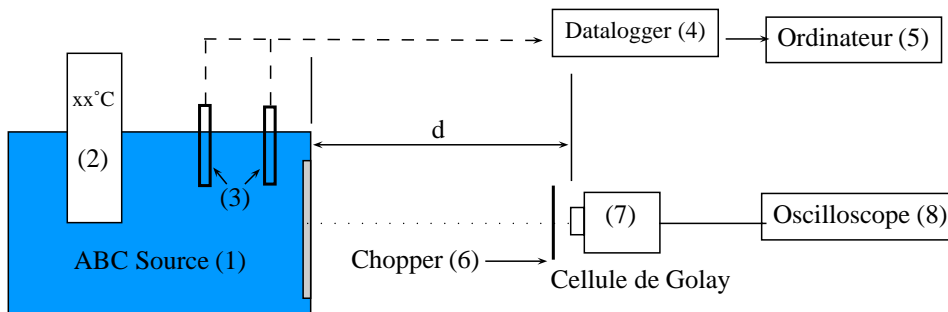 Datalogger (4)
Ordinateur (5)
xx°C
(2)
(3)
d
(7)
Oscilloscope (8)
ABC Source (1)
Chopper (6)
Cellule de Golay